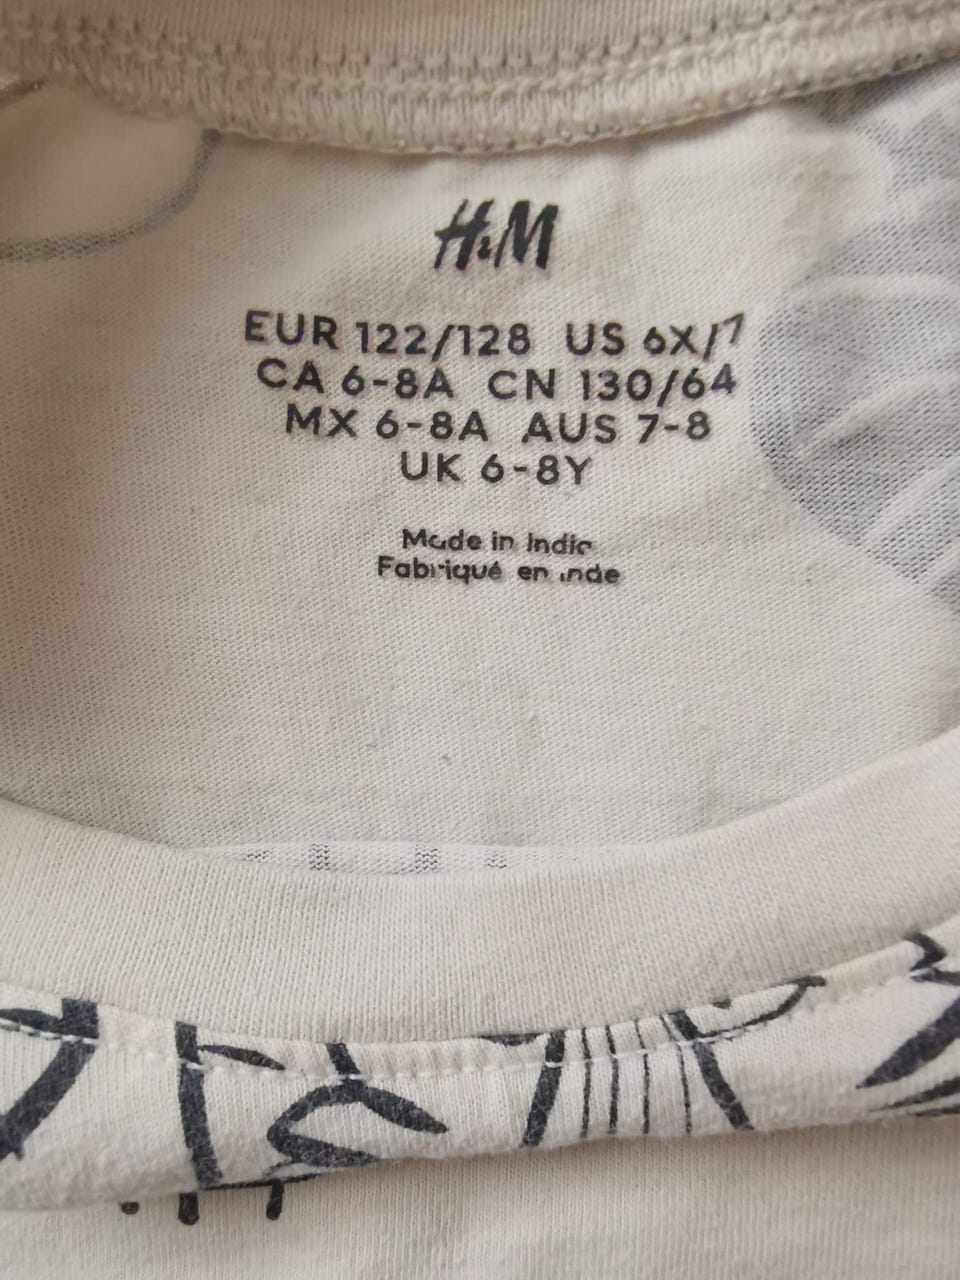 H&M
EUR 122/128 US 6X/7
CA 6-8A CN 130/64
MX 6-8A AUS 7-8
UK 6-8Y
Made in India
Fabriqué en Inde